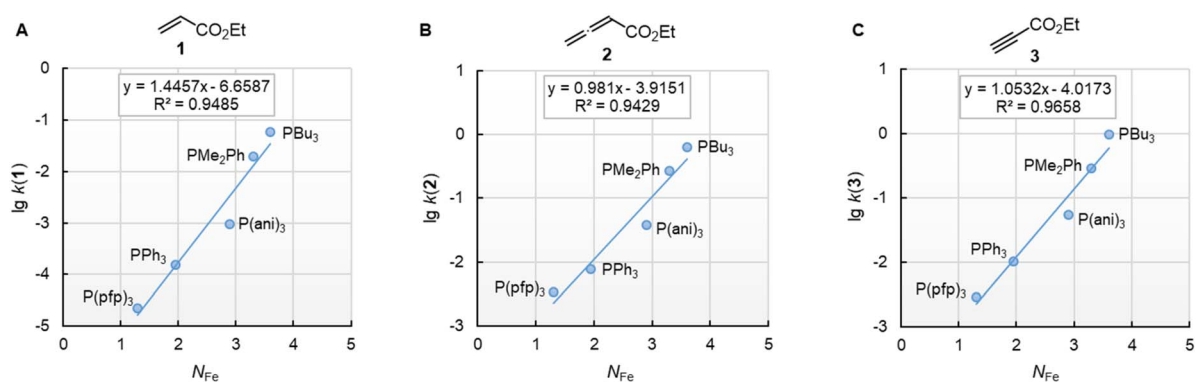 A
CO₂Et
1
y = 1.4457x - 6.6587
R² = 0.9485
0
-1
-2
-3
-4
-5
lg k(1)
PBu₃
PMe₂Ph
P(ani)₃
PPh₃
P(pfp)₃
0 1 2 3 4 5
N_Fe
B
CO₂Et
2
y = 0.981x - 3.9151
R² = 0.9429
1
0
-1
-2
-3
lg k(2)
PBu₃
PMe₂Ph
P(ani)₃
PPh₃
P(pfp)₃
0 1 2 3 4 5
N_Fe
C
CO₂Et
3
y = 1.0532x - 4.0173
R² = 0.9658
1
0
-1
-2
-3
lg k(3)
PBu₃
PMe₂Ph
P(ani)₃
PPh₃
P(pfp)₃
0 1 2 3 4 5
N_Fe